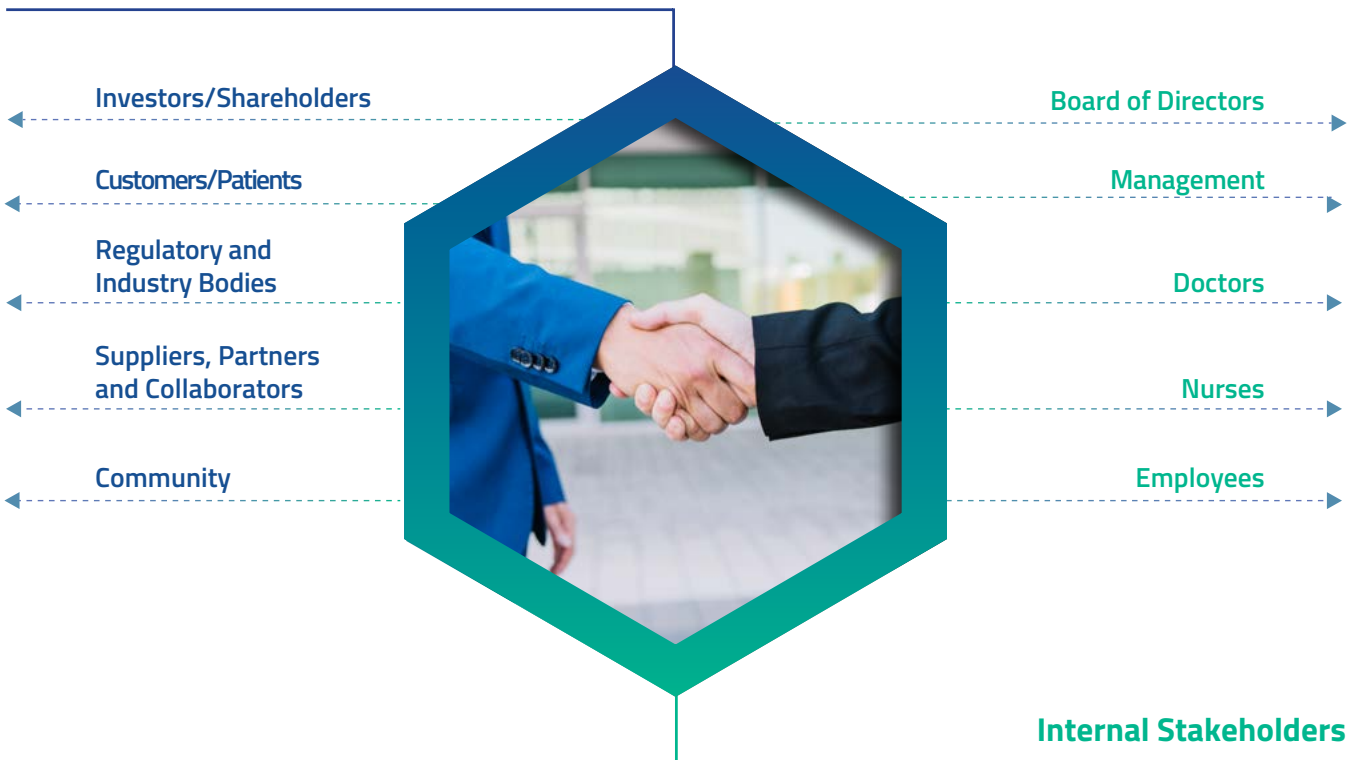 Investors/Shareholders
Customers/Patients
Regulatory and
Industry Bodies
Suppliers, Partners
and Collaborators
Community
Board of Directors
Management
Doctors
Nurses
Employees
Internal Stakeholders